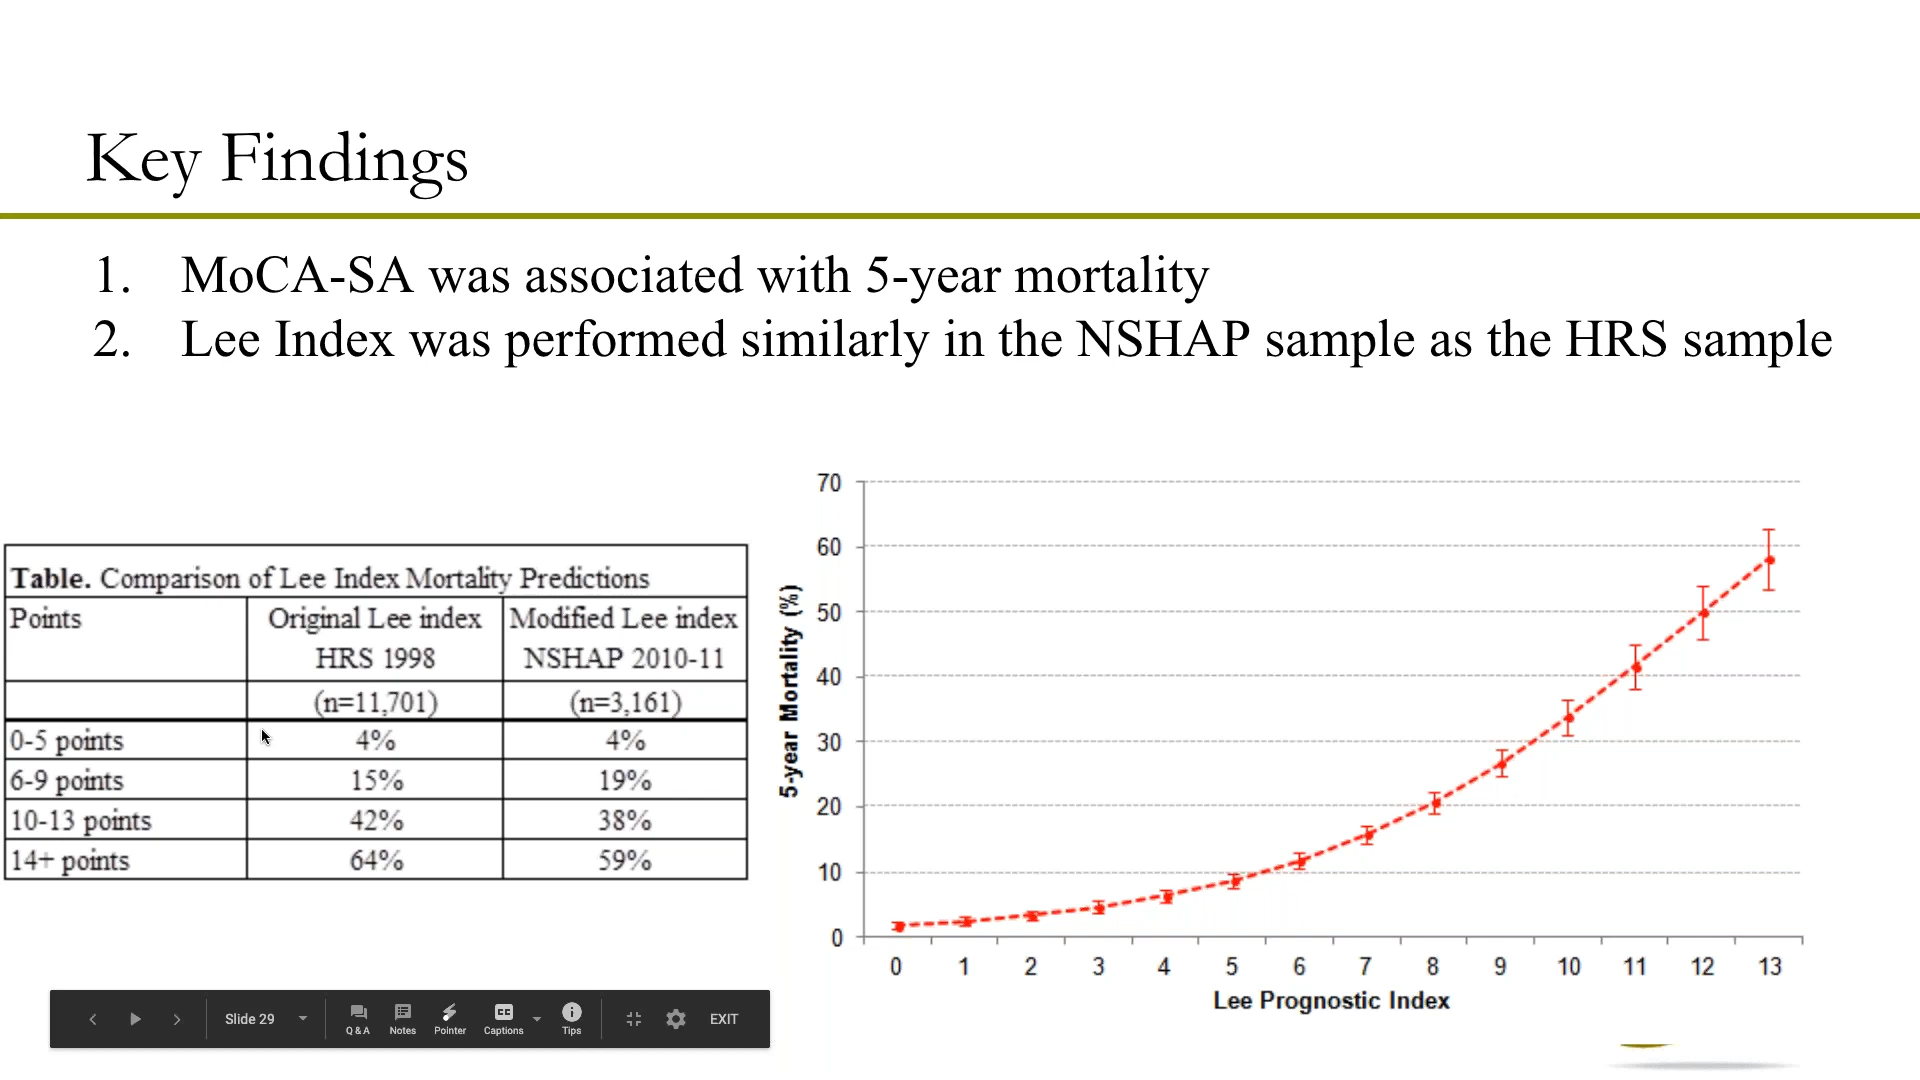 Key Findings
1. MoCA-SA was associated with 5-year mortality
2. Lee Index was performed similarly in the NSHAP sample as the HRS sample
Table. Comparison of Lee Index Mortality Predictions
Points Original Lee index Modified Lee index
HRS 1998 NSHAP 2010-11
(n=11,701) (n=3,161)
0-5 points 4% 4%
6-9 points 15% 19%
10-13 points 42% 38%
14+ points 64% 59%
5-year Mortality (%)
70
60
50
40
30
20
10
0
0 1 2 3 4 5 6 7 8 9 10 11 12 13
Lee Prognostic Index
Slide 29 Q & A Notes Pointer CC Captions Tips EXIT